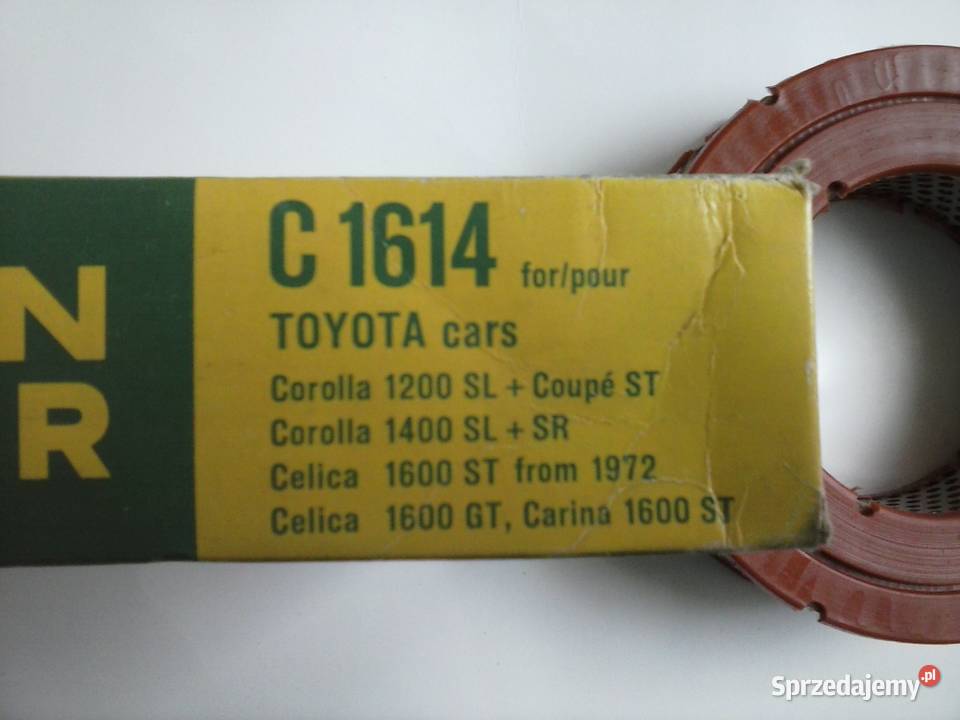 N
R
C 1614 for/pour
TOYOTA cars
Corolla 1200 SL + Coupé ST
Corolla 1400 SL + SR
Celica 1600 ST from 1972
Celica 1600 GT, Carina 1600 ST
Sprzedajemy.pl